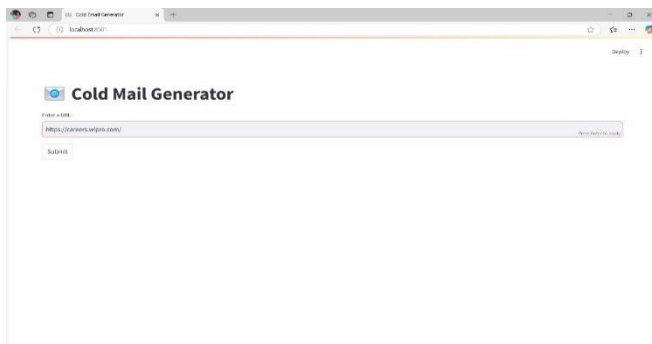 Cold Email Generator
localhost:8501
Deploy
Cold Mail Generator
Enter a URL:
https://careers.wipro.com/
Press Enter to apply
Submit